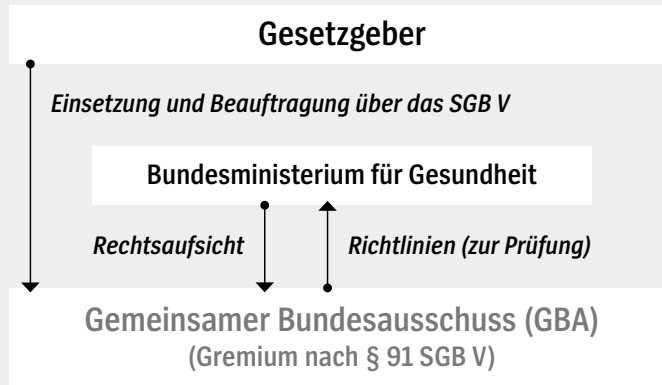 Gesetzgeber
Einsetzung und Beauftragung über das SGB V
Bundesministerium für Gesundheit
Rechtsaufsicht
Richtlinien (zur Prüfung)
Gemeinsamer Bundesausschuss (GBA)
(Gremium nach § 91 SGB V)